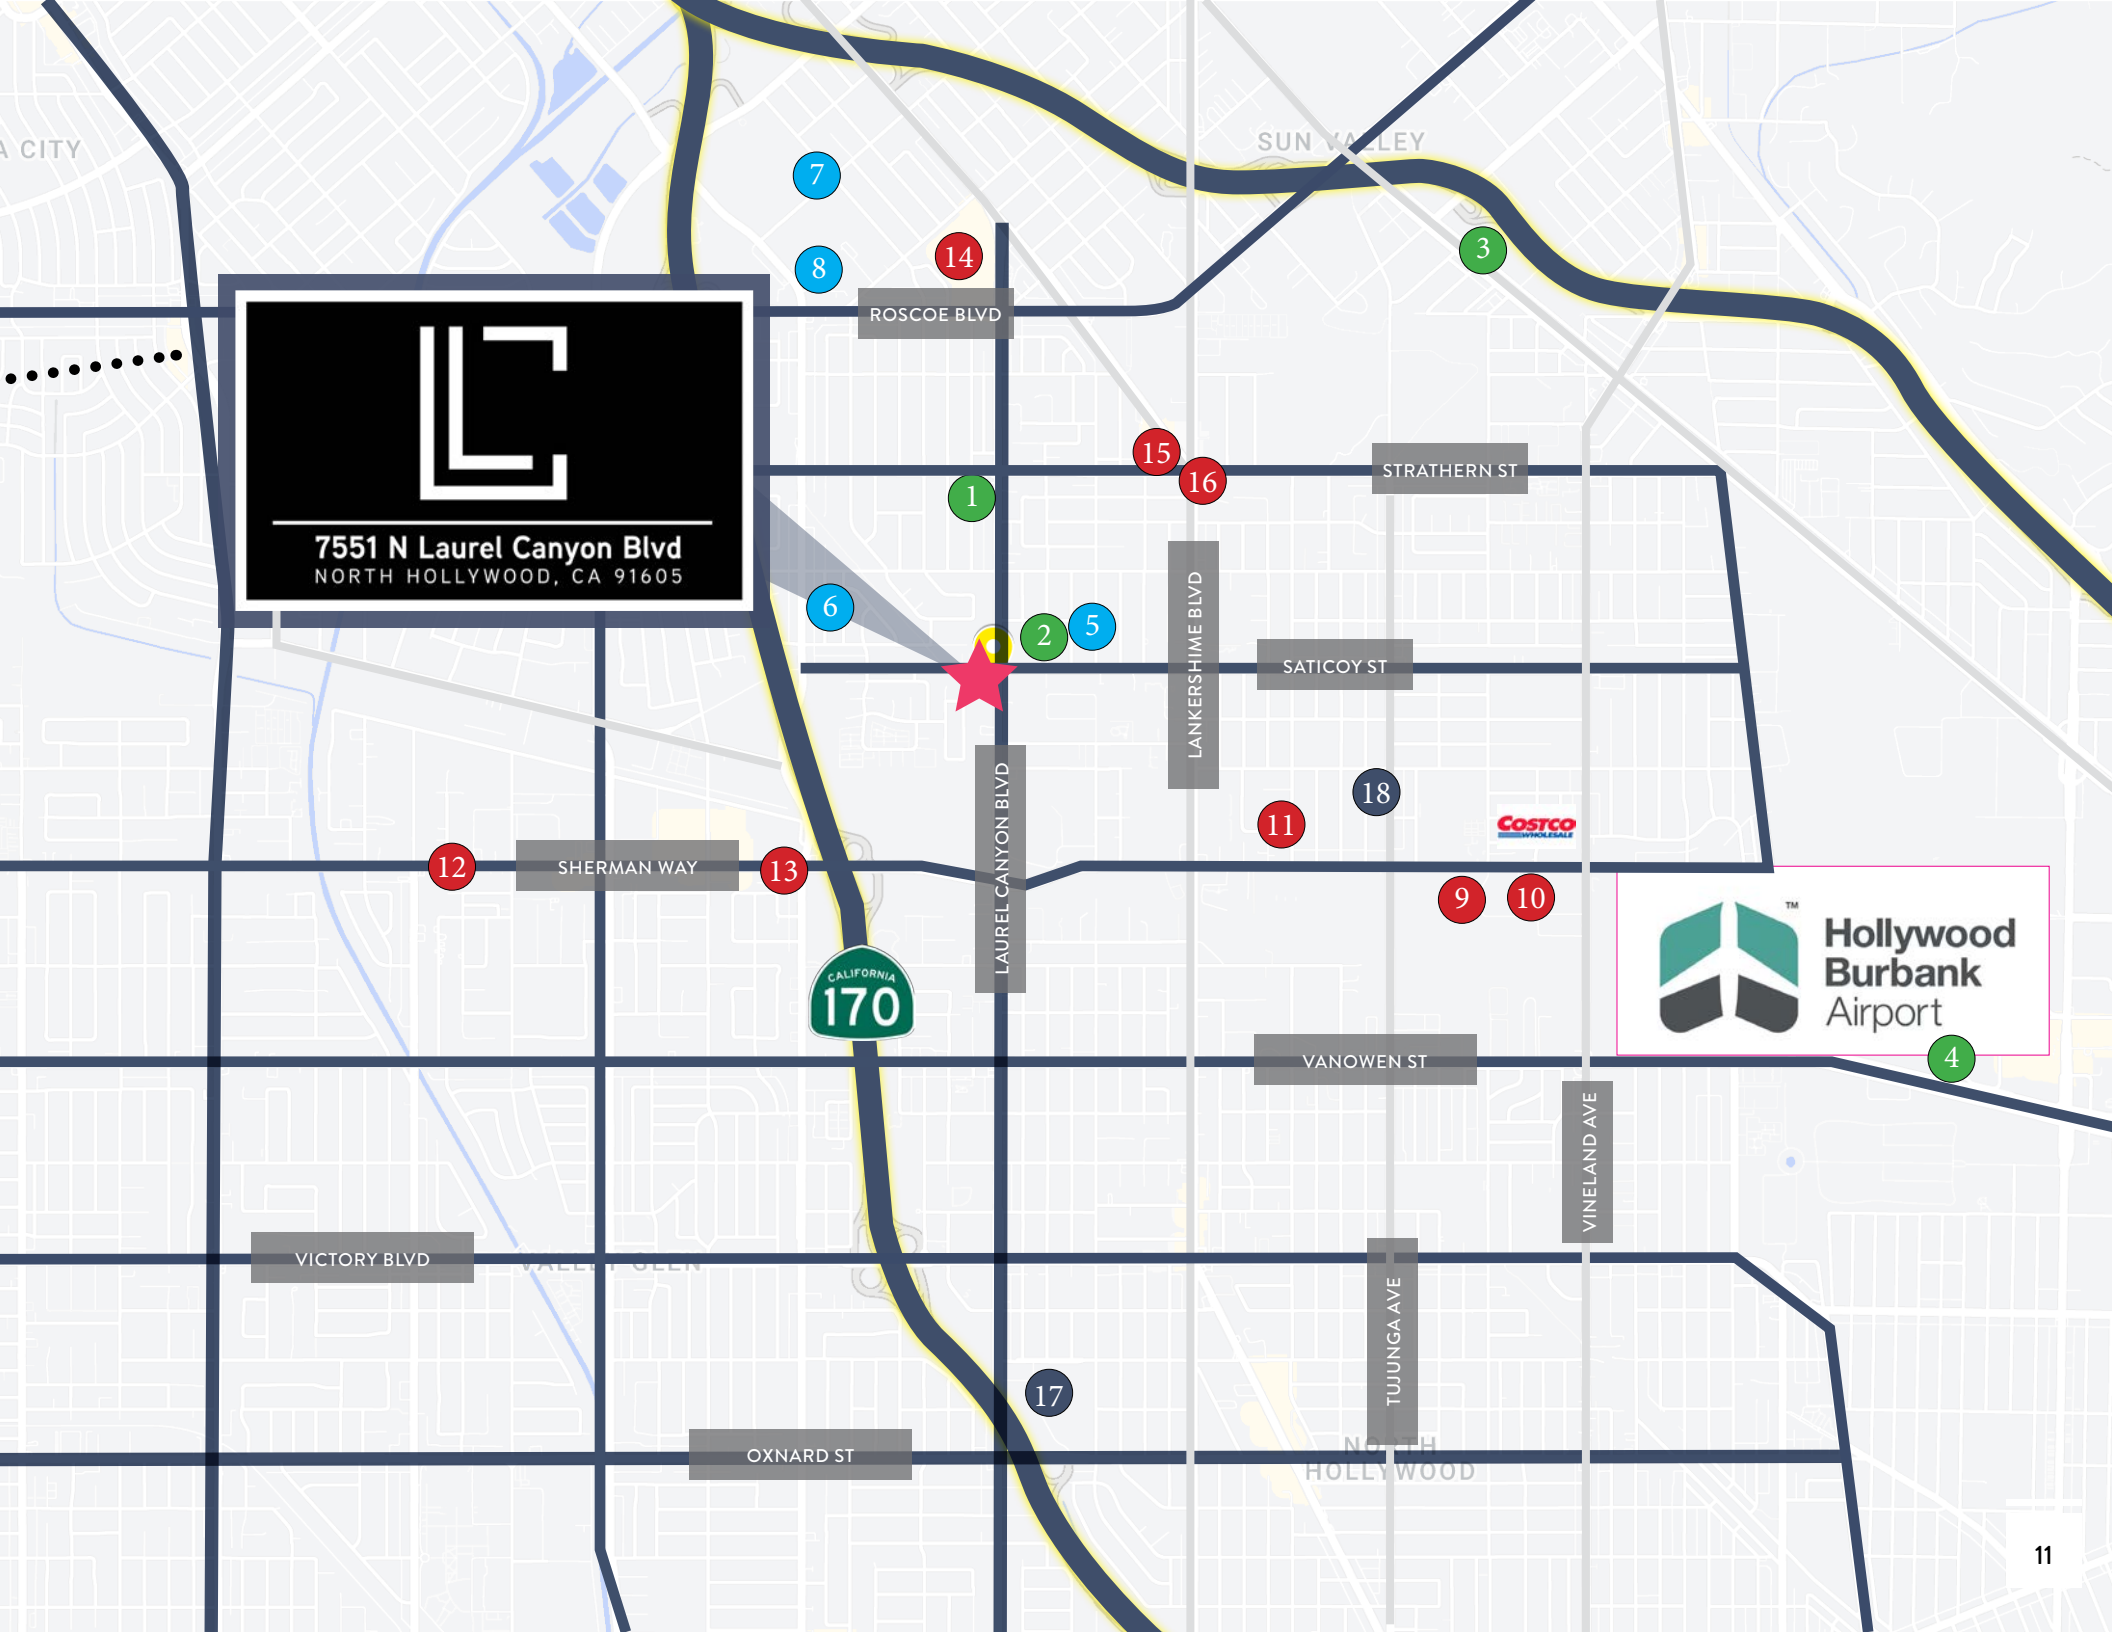 A CITY
SUN VALLEY
7
8
14
3
ROSCOE BLVD
7551 N Laurel Canyon Blvd
NORTH HOLLYWOOD, CA 91605
15
16
STRATHERN ST
1
6
2
5
LANKERSHIME BLVD
SATICOY ST
LAUREL CANYON BLVD
18
11
COSTCO
WHOLESALE
12
SHERMAN WAY
13
9
10
CALIFORNIA
170
TM
Hollywood
Burbank
Airport
4
VANOWEN ST
VINELAND AVE
VICTORY BLVD
VALLEY GLEN
TUJUNGA AVE
17
OXNARD ST
NORTH
HOLLYWOOD
11